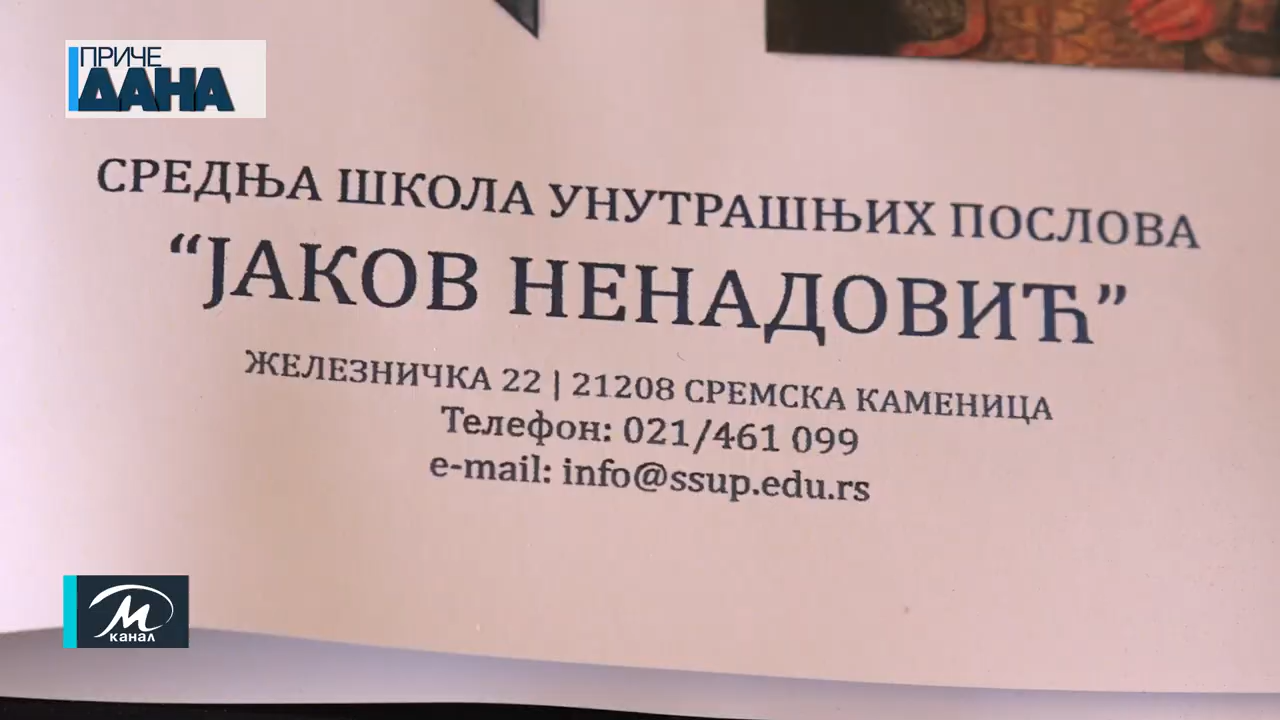 ПРИЧЕ
ДАНА
СРЕДЊА ШКОЛА УНУТРАШЊИХ ПОСЛОВА
“ЈАКОВ НЕНАДОВИЋ”
ЖЕЛЕЗНИЧКА 22 | 21208 СРЕМСКА КАМЕНИЦА
Телефон: 021/461 099
e-mail: info@ssup.edu.rs
М
канал